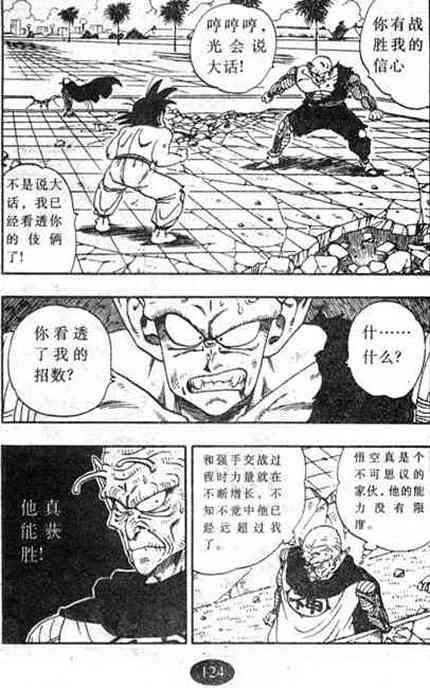 你有战
胜我的
信心
哼哼哼，
光会说
大话！
不是说大
话，我已
经看透你
的伎俩
了！
什……
什么？
你看透
了我的
招数？
悟空真是个
不可思议的
家伙，他的能
力没有限
度。
和强手交战过
程时力量就在
不断增长，不
知不觉中他已
经远超过我
了。
他真
能获
胜！
124